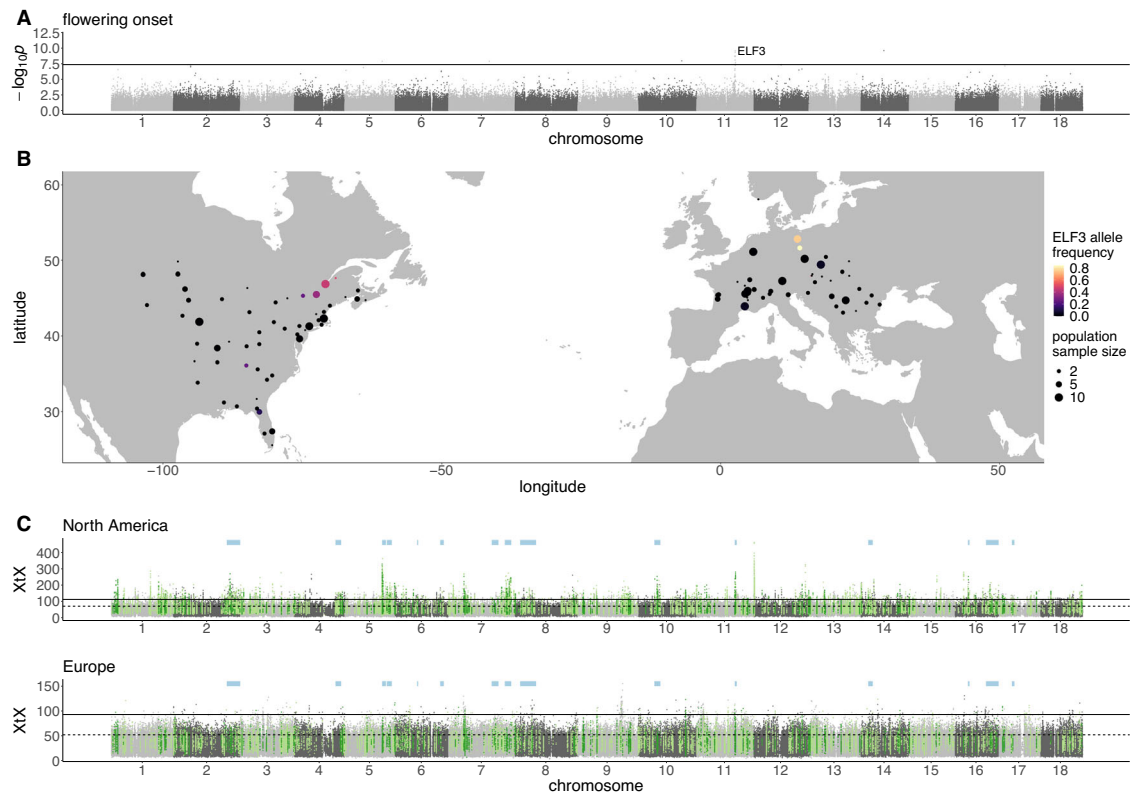 A
flowering onset
12.5
10.0
7.5
5.0
2.5
0.0
− log10p
ELF3
1 2 3 4 5 6 7 8 9 10 11 12 13 14 15 16 17 18
chromosome
B
60
50
40
30
latitude
−100 −50 0 50
longitude
ELF3 allele
frequency
0.8
0.6
0.4
0.2
0.0
population
sample size
2
5
10
C
North America
400
300
200
100
0
XtX
1 2 3 4 5 6 7 8 9 10 11 12 13 14 15 16 17 18
Europe
150
100
50
0
XtX
1 2 3 4 5 6 7 8 9 10 11 12 13 14 15 16 17 18
chromosome